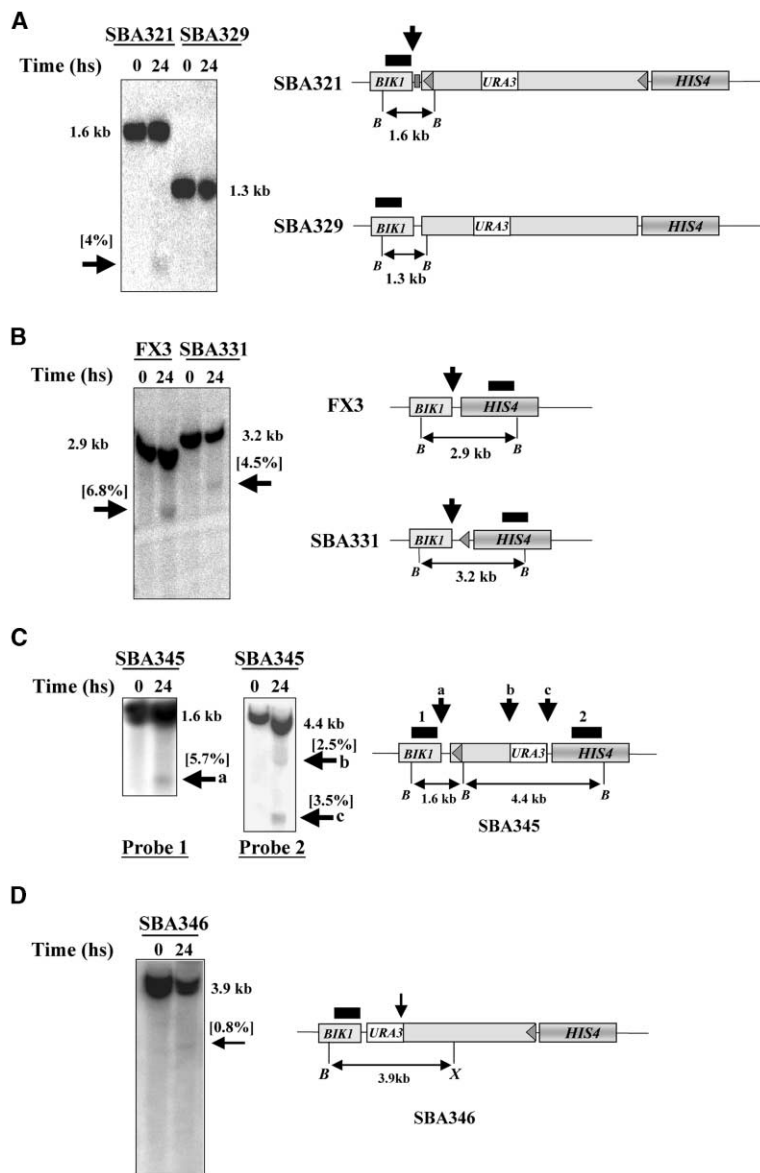 A
SBA321 SBA329
Time (hs) 0 24 0 24
1.6 kb
1.3 kb
[4%]
SBA321
BIK1 URA3 HIS4
B B
1.6 kb
SBA329
BIK1 URA3 HIS4
B B
1.3 kb
B
FX3 SBA331
Time (hs) 0 24 0 24
2.9 kb
3.2 kb
[4.5%]
[6.8%]
FX3
BIK1 HIS4
B B
2.9 kb
SBA331
BIK1 HIS4
B B
3.2 kb
C
SBA345 SBA345
Time (hs) 0 24 0 24
1.6 kb
4.4 kb
[5.7%]
a
[2.5%]
b
[3.5%]
c
Probe 1 Probe 2
a b c
1 2
BIK1 URA3 HIS4
B 1.6 kb B 4.4 kb B
SBA345
D
SBA346
Time (hs) 0 24
3.9 kb
[0.8%]
BIK1 URA3 HIS4
B X
3.9kb
SBA346